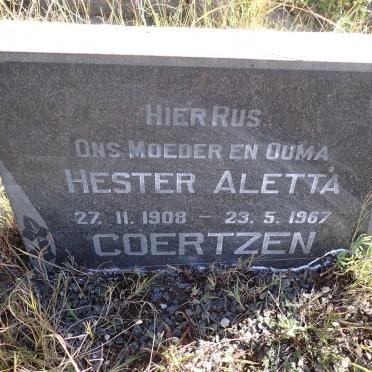 HIER RUS
ONS MOEDER EN OUMA
HESTER ALETTA
27. 11. 1908 - 23. 5. 1967
COERTZEN